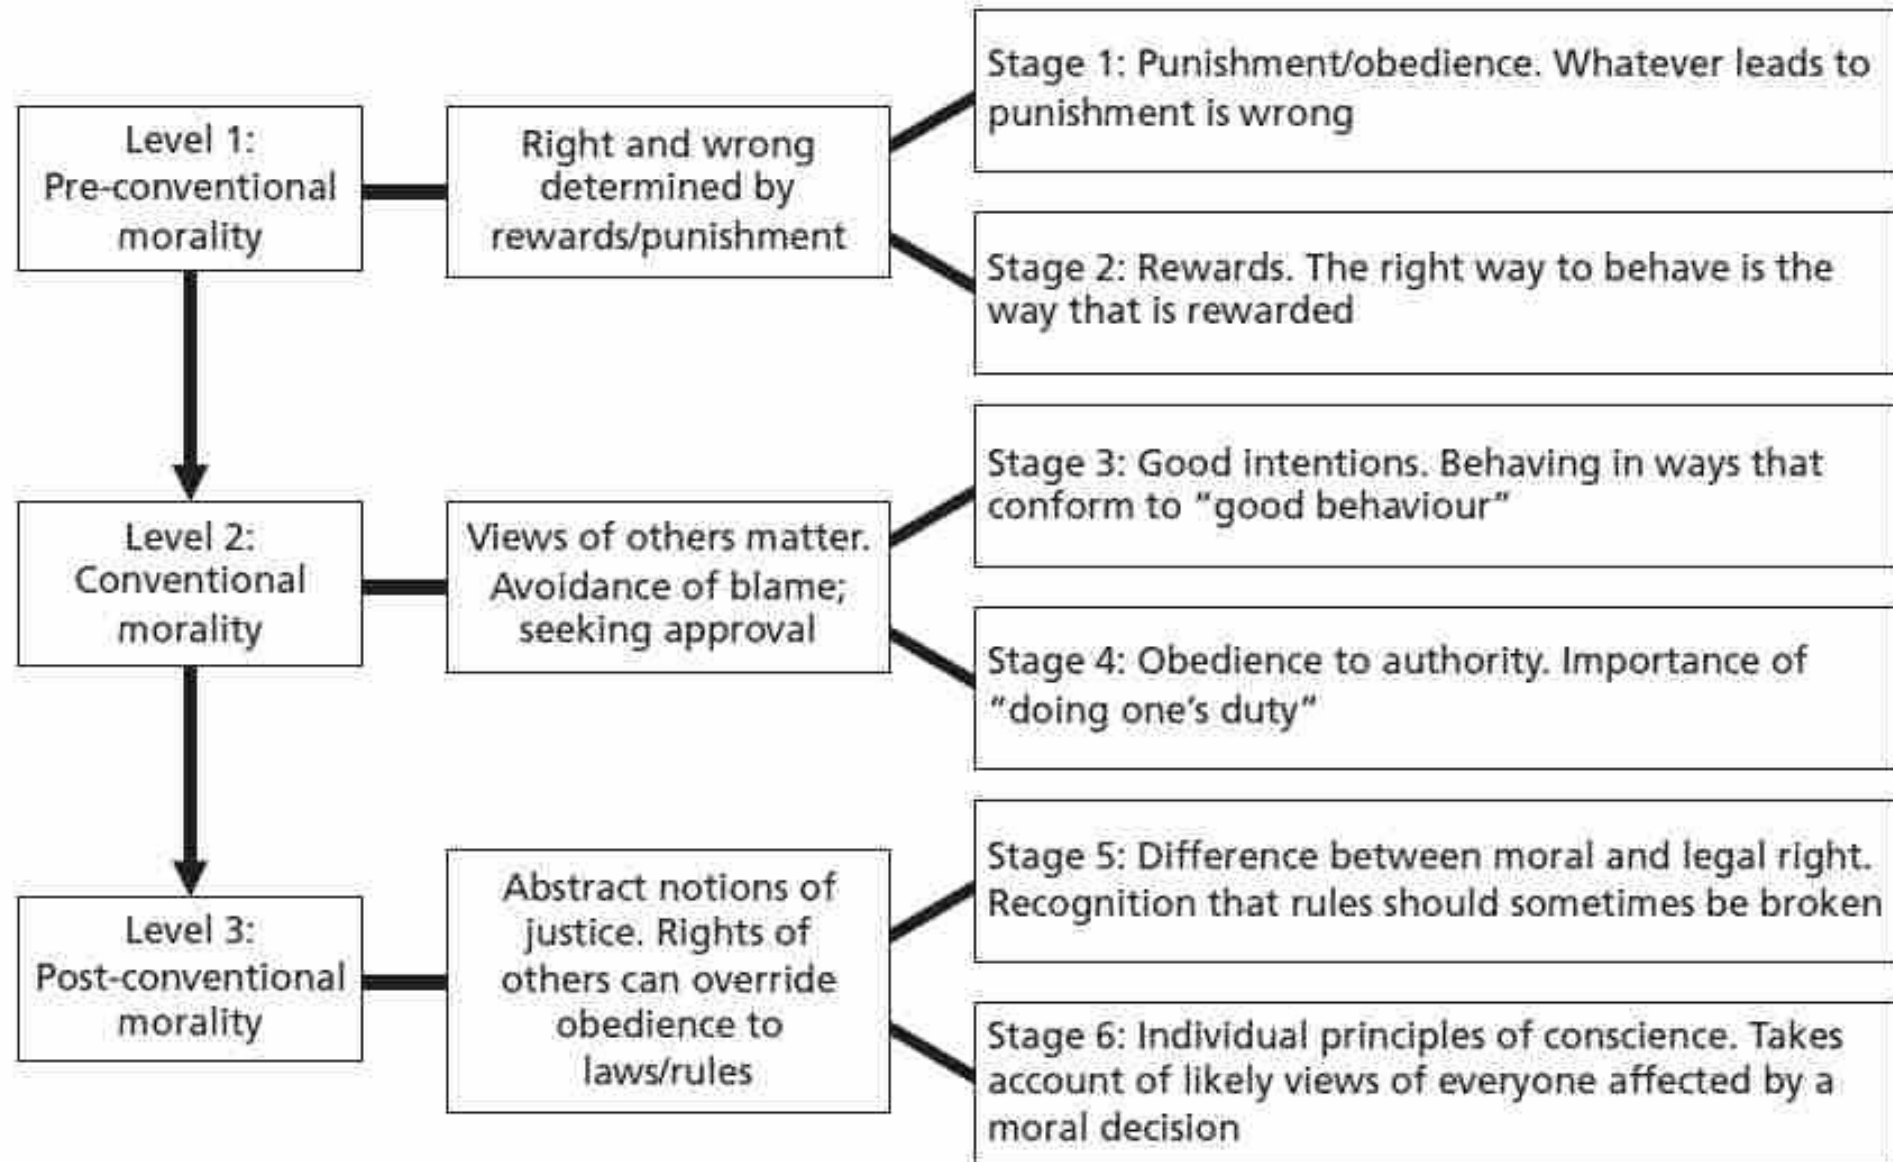 Level 1:
Pre-conventional
morality
Right and wrong
determined by
rewards/punishment
Stage 1: Punishment/obedience. Whatever leads to
punishment is wrong
Stage 2: Rewards. The right way to behave is the
way that is rewarded
Level 2:
Conventional
morality
Views of others matter.
Avoidance of blame;
seeking approval
Stage 3: Good intentions. Behaving in ways that
conform to “good behaviour”
Stage 4: Obedience to authority. Importance of
“doing one’s duty”
Level 3:
Post-conventional
morality
Abstract notions of
justice. Rights of
others can override
obedience to
laws/rules
Stage 5: Difference between moral and legal right.
Recognition that rules should sometimes be broken
Stage 6: Individual principles of conscience. Takes
account of likely views of everyone affected by a
moral decision